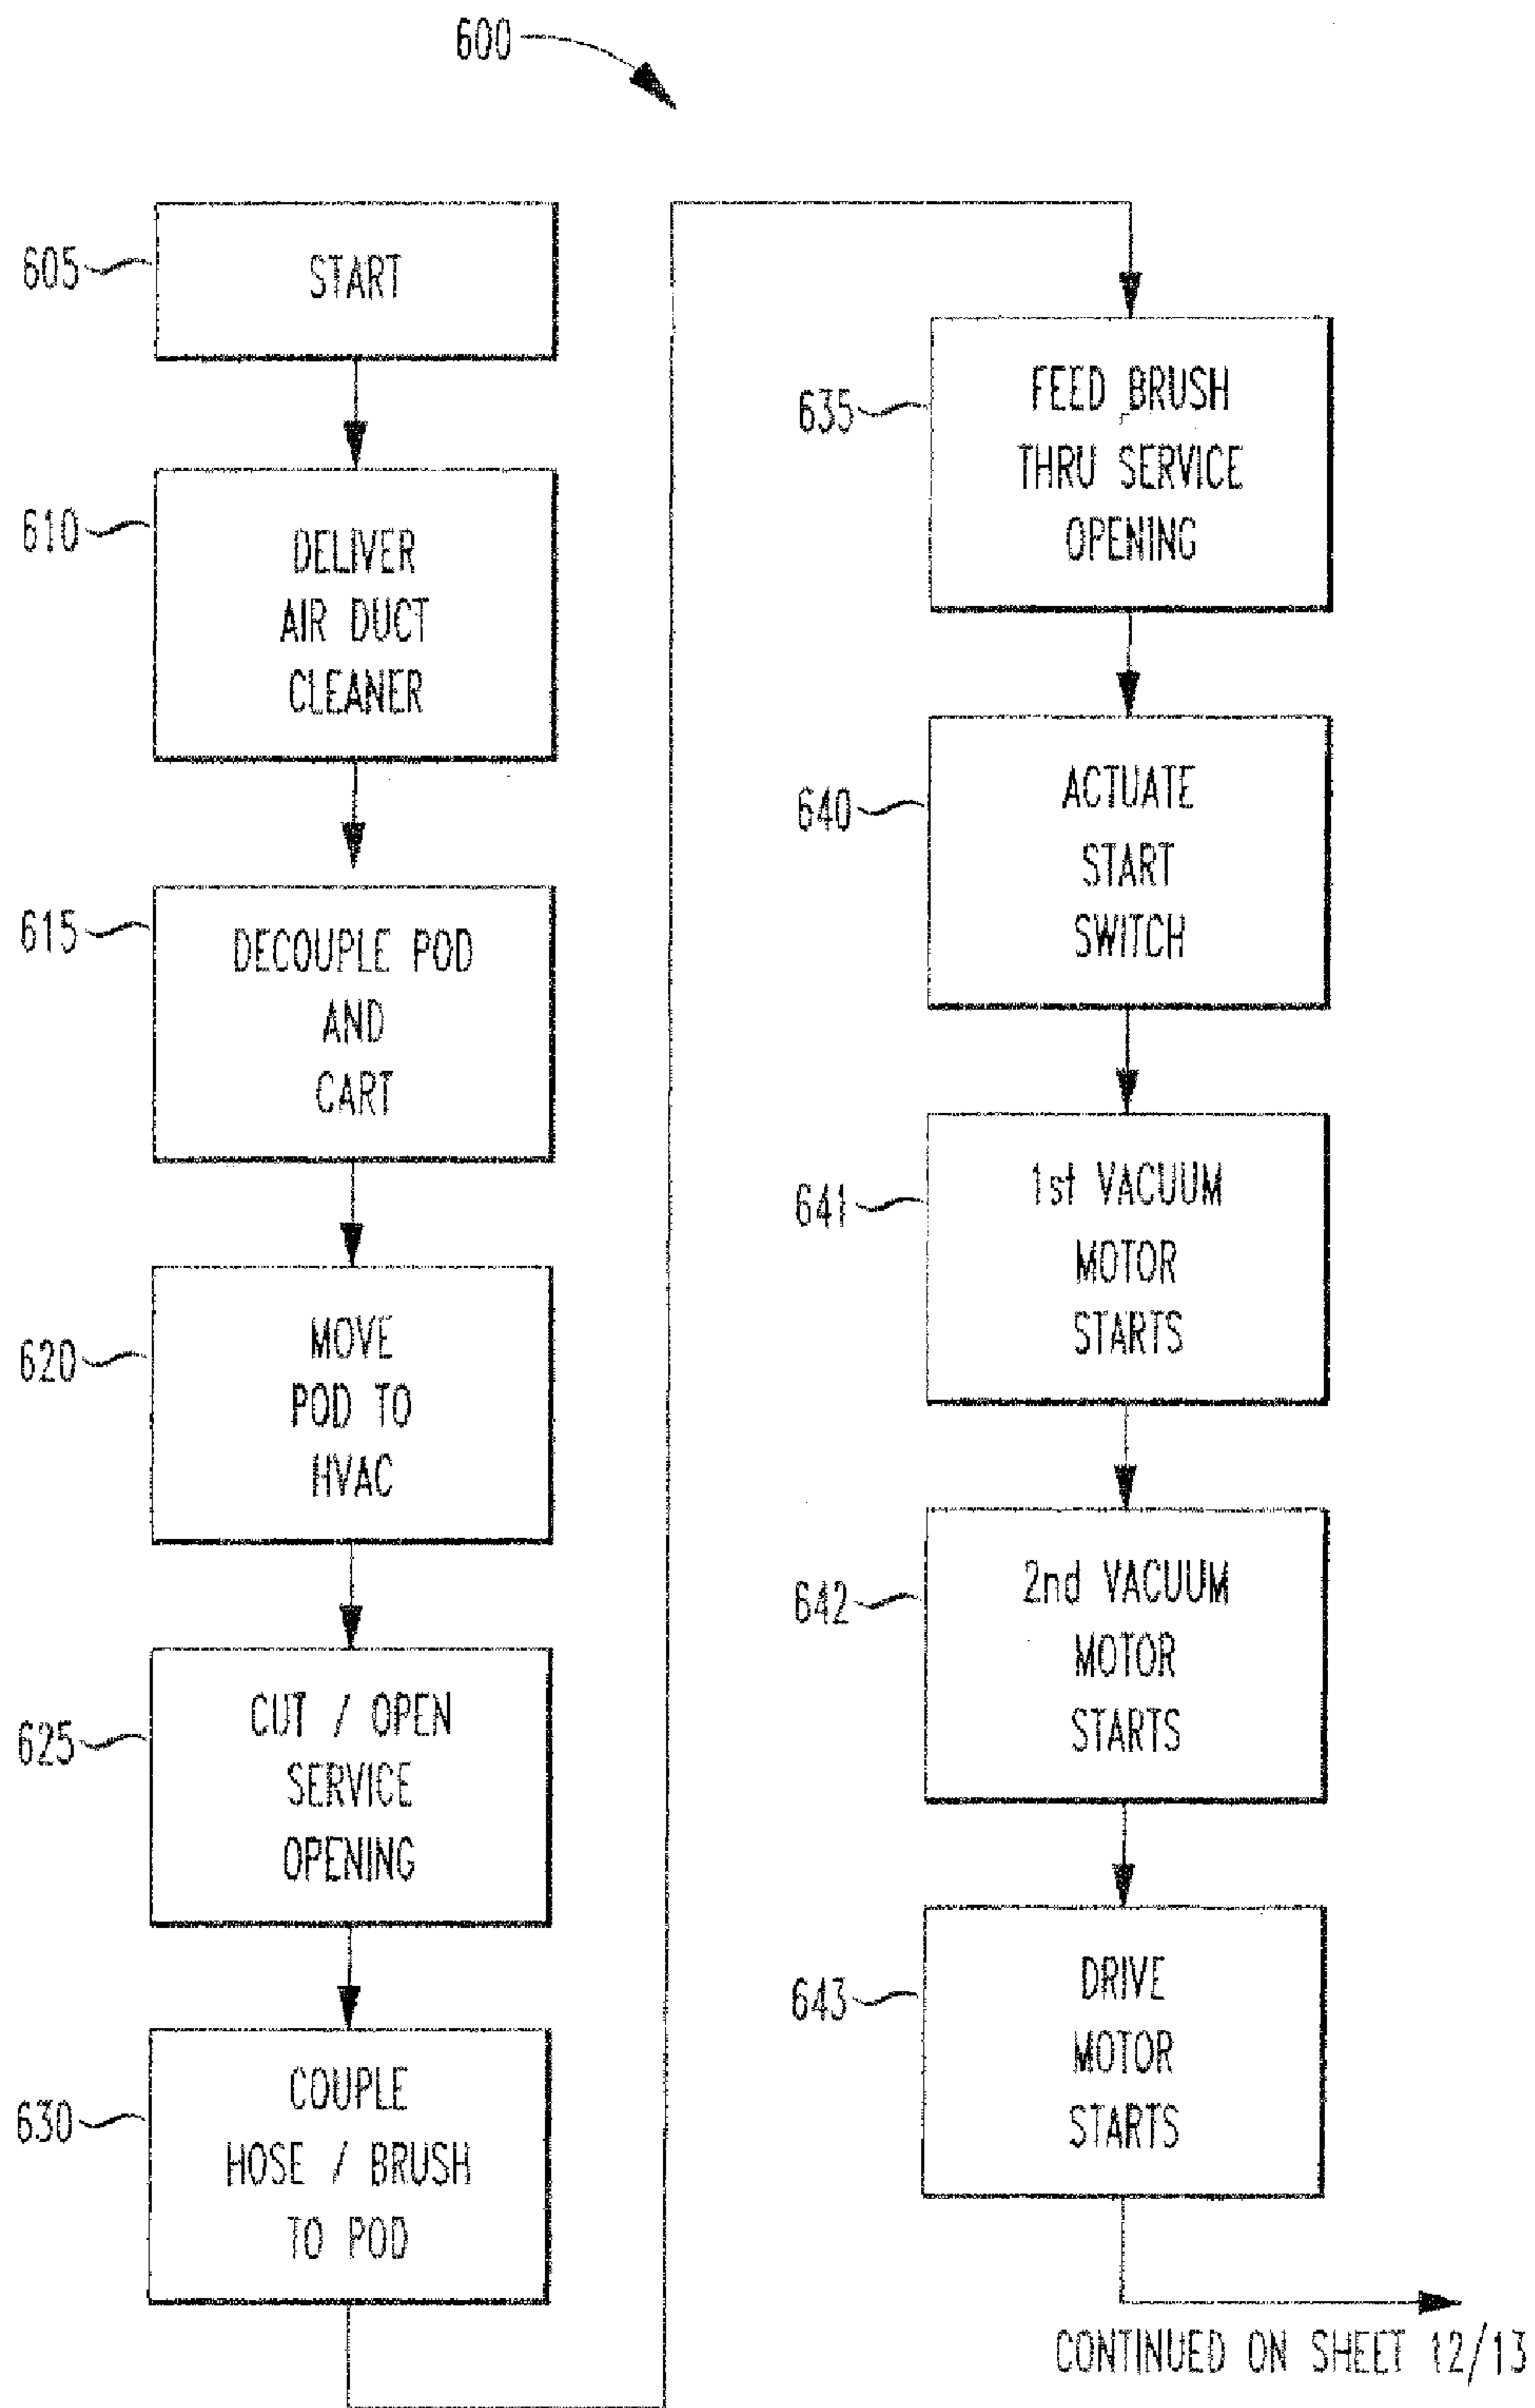 600
605
START
610
DELIVER
AIR DUCT
CLEANER
615
DECOUPLE POD
AND
CART
620
MOVE
POD TO
HVAC
625
CUT / OPEN
SERVICE
OPENING
630
COUPLE
HOSE / BRUSH
TO POD
635
FEED BRUSH
THRU SERVICE
OPENING
640
ACTUATE
START
SWITCH
641
1st VACUUM
MOTOR
STARTS
642
2nd VACUUM
MOTOR
STARTS
643
DRIVE
MOTOR
STARTS
CONTINUED ON SHEET 12/13